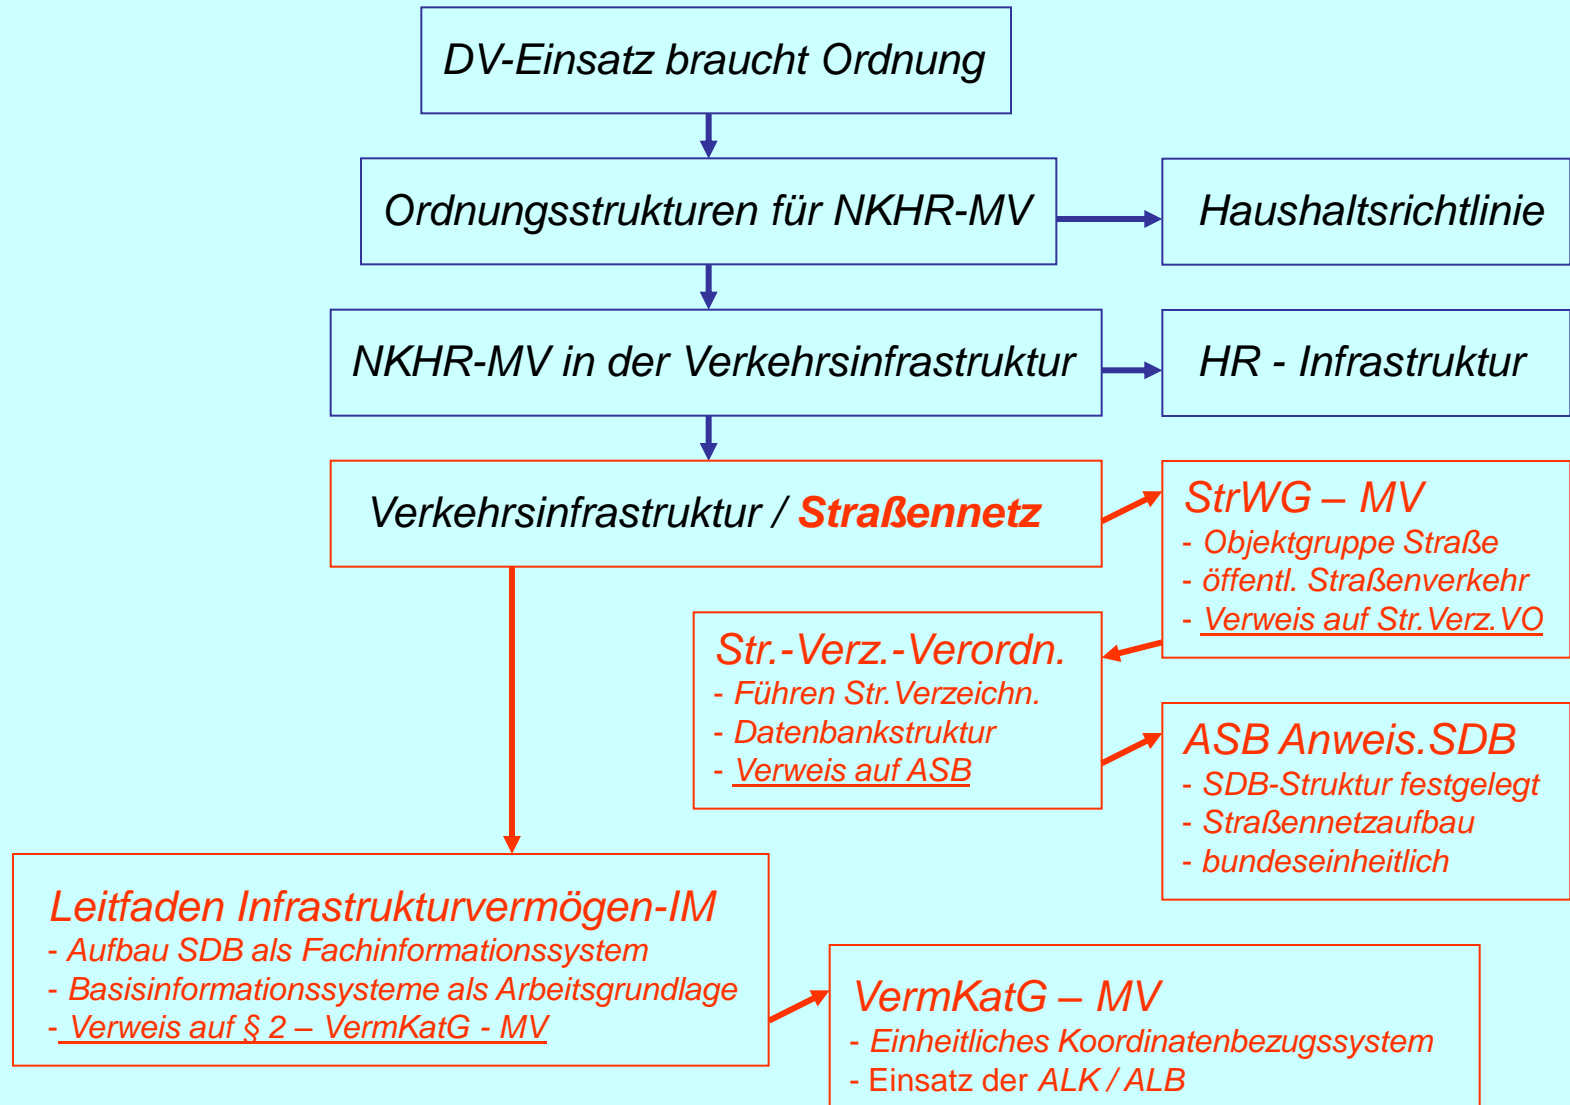 DV-Einsatz braucht Ordnung
Ordnungsstrukturen für NKHR-MV
Haushaltsrichtlinie
NKHR-MV in der Verkehrsinfrastruktur
HR - Infrastruktur
Verkehrsinfrastruktur / Straßennetz
StrWG – MV
- Objektgruppe Straße
- öffentl. Straßenverkehr
- Verweis auf Str.Verz.VO
Str.-Verz.-Verordn.
- Führen Str.Verzeichn.
- Datenbankstruktur
- Verweis auf ASB
ASB Anweis.SDB
- SDB-Struktur festgelegt
- Straßennetzaufbau
- bundeseinheitlich
Leitfaden Infrastrukturvermögen-IM
- Aufbau SDB als Fachinformationssystem
- Basisinformationssysteme als Arbeitsgrundlage
- Verweis auf § 2 – VermKatG - MV
VermKatG – MV
- Einheitliches Koordinatenbezugssystem
- Einsatz der ALK / ALB